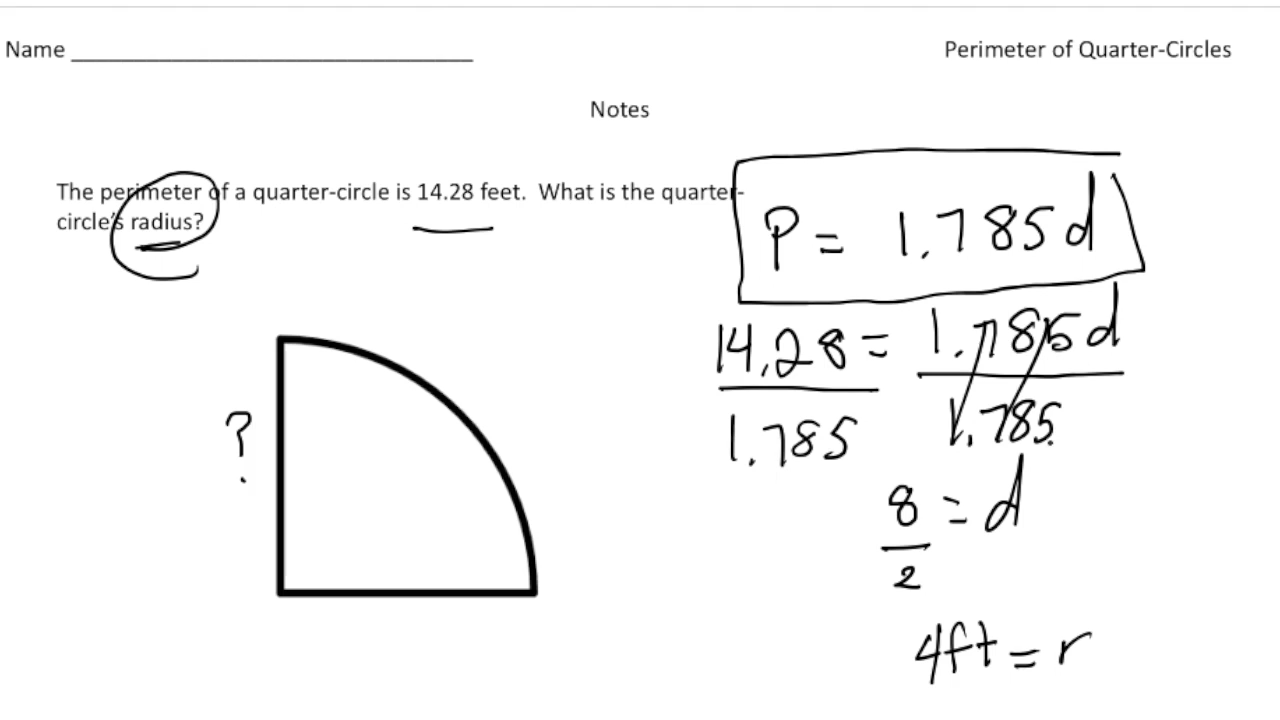 Name ________________________________ Perimeter of Quarter-Circles
Notes
The perimeter of a quarter-circle is 14.28 feet. What is the quarter-
circle's radius?
P = 1.785d
14.28 = 1.785d
1.785 1.785
?
8 = d
2
4ft = r